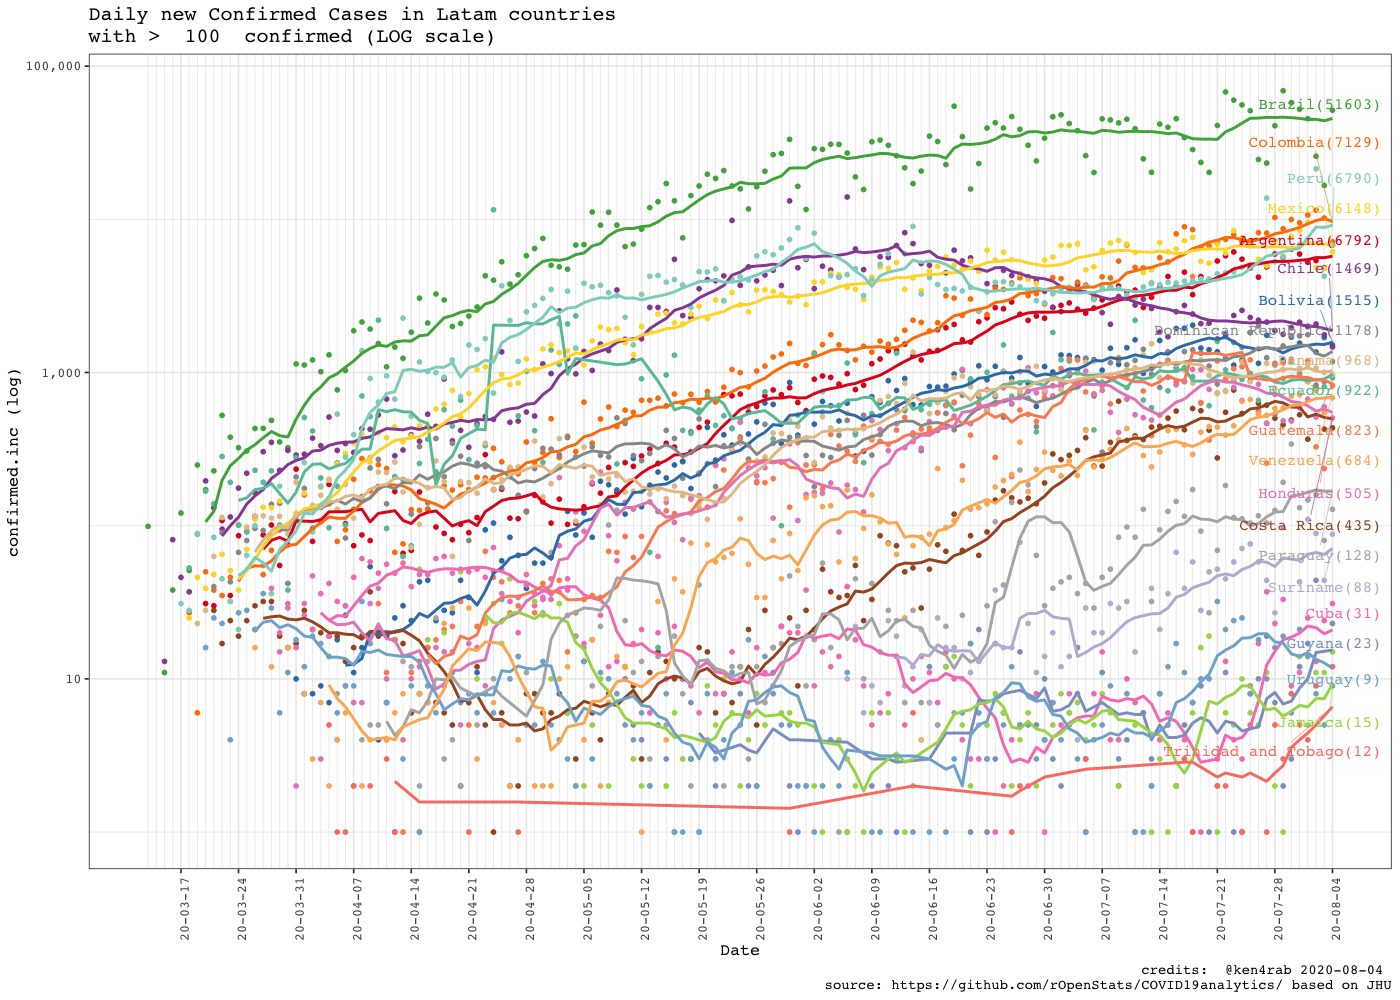 Daily new Confirmed Cases in Latam countries
with >  100  confirmed (LOG scale)
100,000
1,000
10
confirmed.inc (log)
Brazil(51603)
Colombia(7129)
Peru(6790)
Mexico(6148)
Argentina(6792)
Chile(1469)
Bolivia(1515)
Dominican Republic(1178)
Panama(968)
Ecuador(922)
Guatemala(823)
Venezuela(684)
Honduras(505)
Costa Rica(435)
Paraguay(128)
Suriname(88)
Cuba(31)
Guyana(23)
Uruguay(9)
Jamaica(15)
Trinidad and Tobago(12)
20-03-17
20-03-24
20-03-31
20-04-07
20-04-14
20-04-21
20-04-28
20-05-05
20-05-12
20-05-19
20-05-26
20-06-02
20-06-09
20-06-16
20-06-23
20-06-30
20-07-07
20-07-14
20-07-21
20-07-28
20-08-04
Date
credits:  @ken4rab 2020-08-04
source: https://github.com/rOpenStats/COVID19analytics/ based on JHU